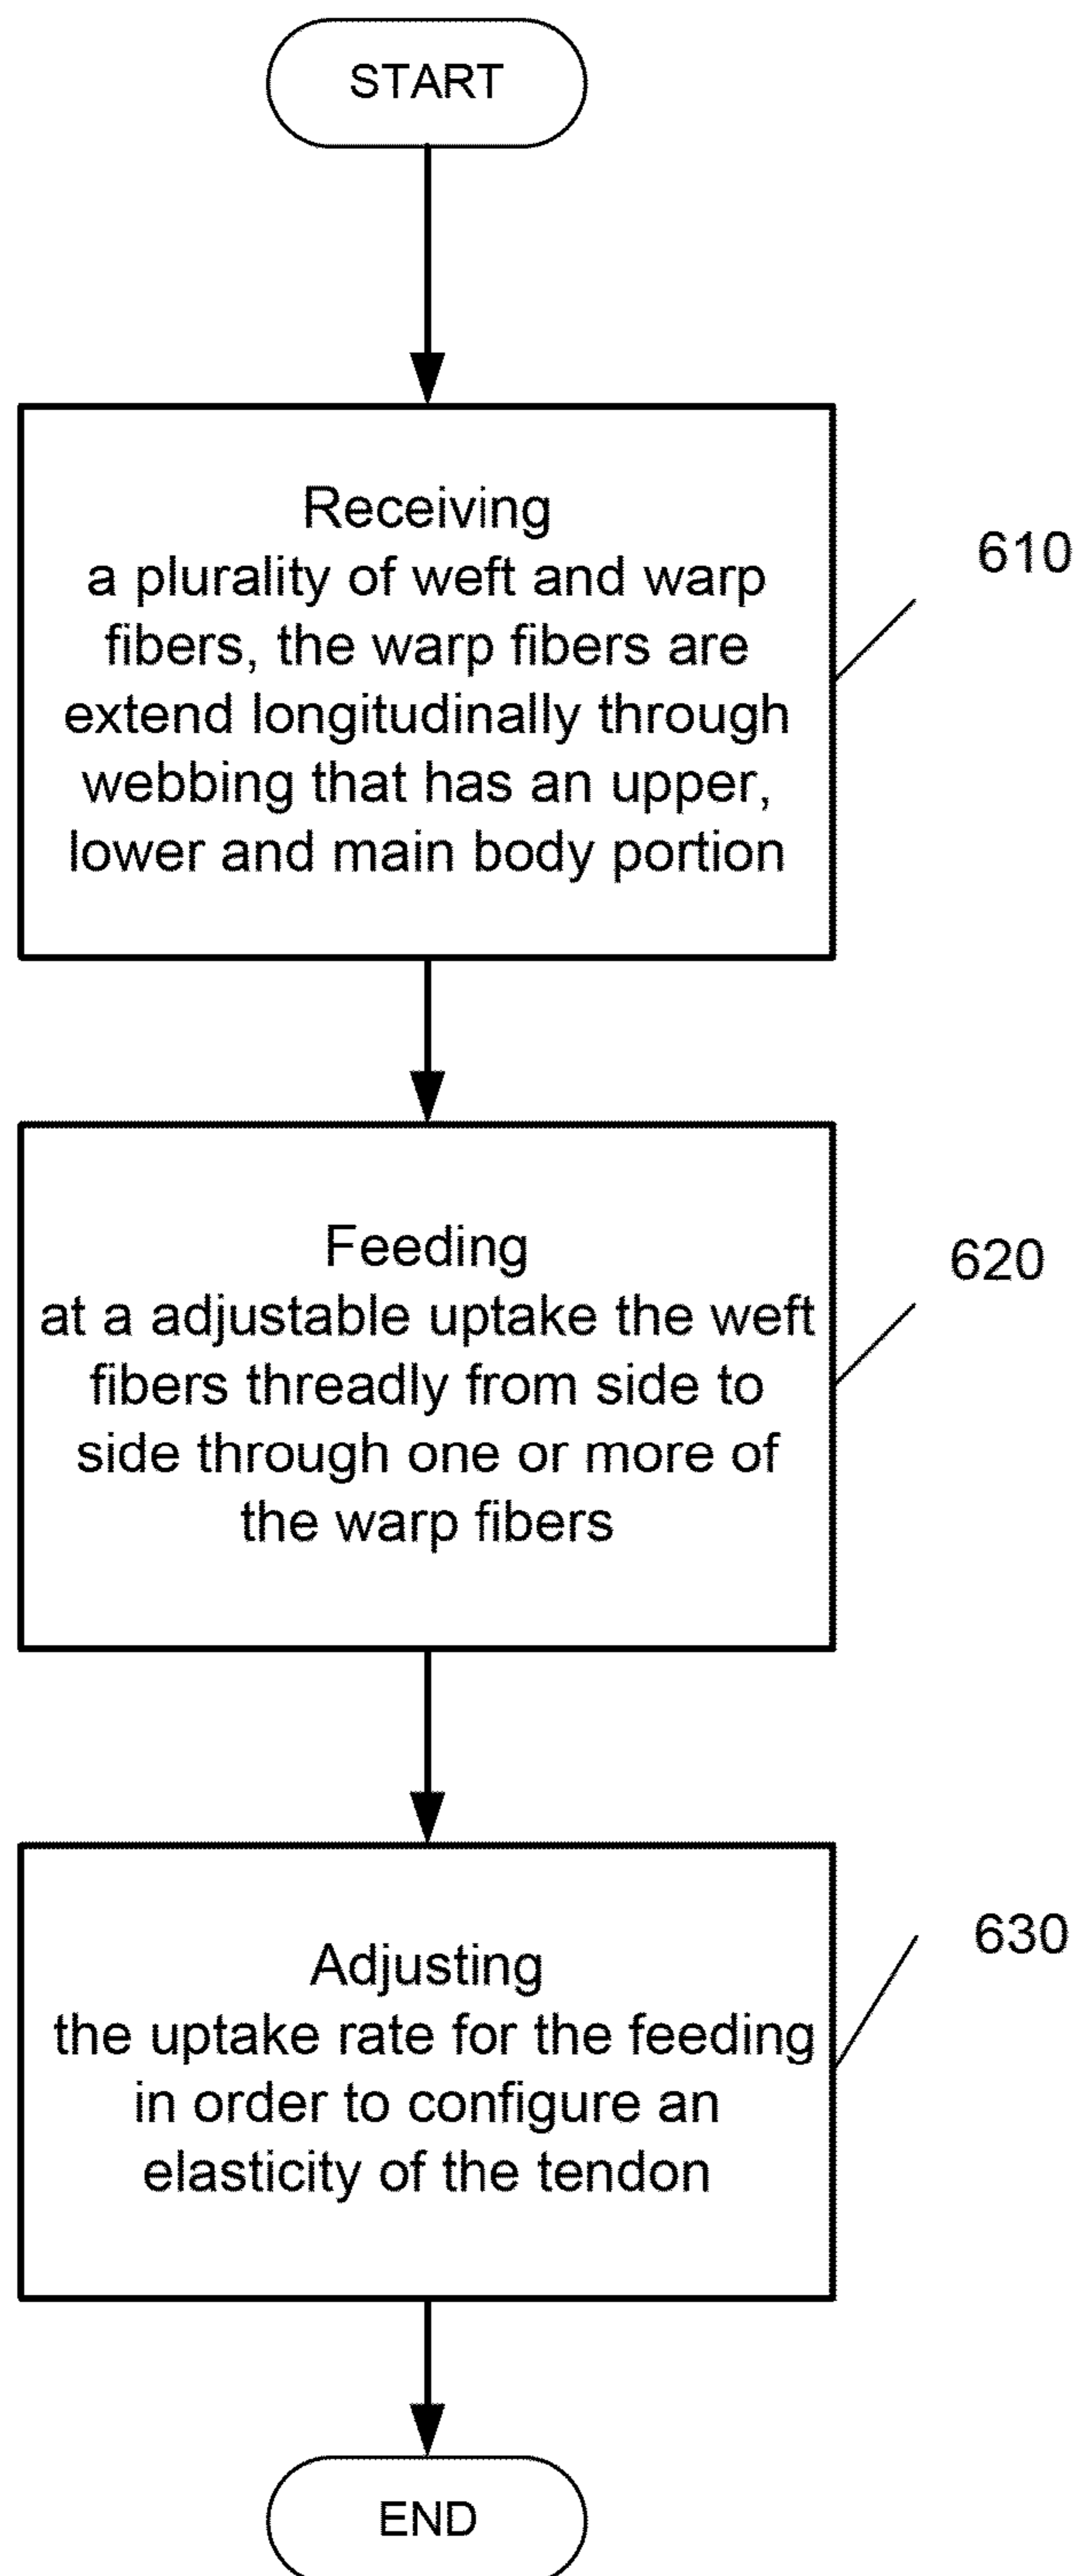 START
Receiving
a plurality of weft and warp
fibers, the warp fibers are
extend longitudinally through
webbing that has an upper,
lower and main body portion
610
Feeding
at a adjustable uptake the weft
fibers threadly from side to
side through one or more of
the warp fibers
620
Adjusting
the uptake rate for the feeding
in order to configure an
elasticity of the tendon
630
END